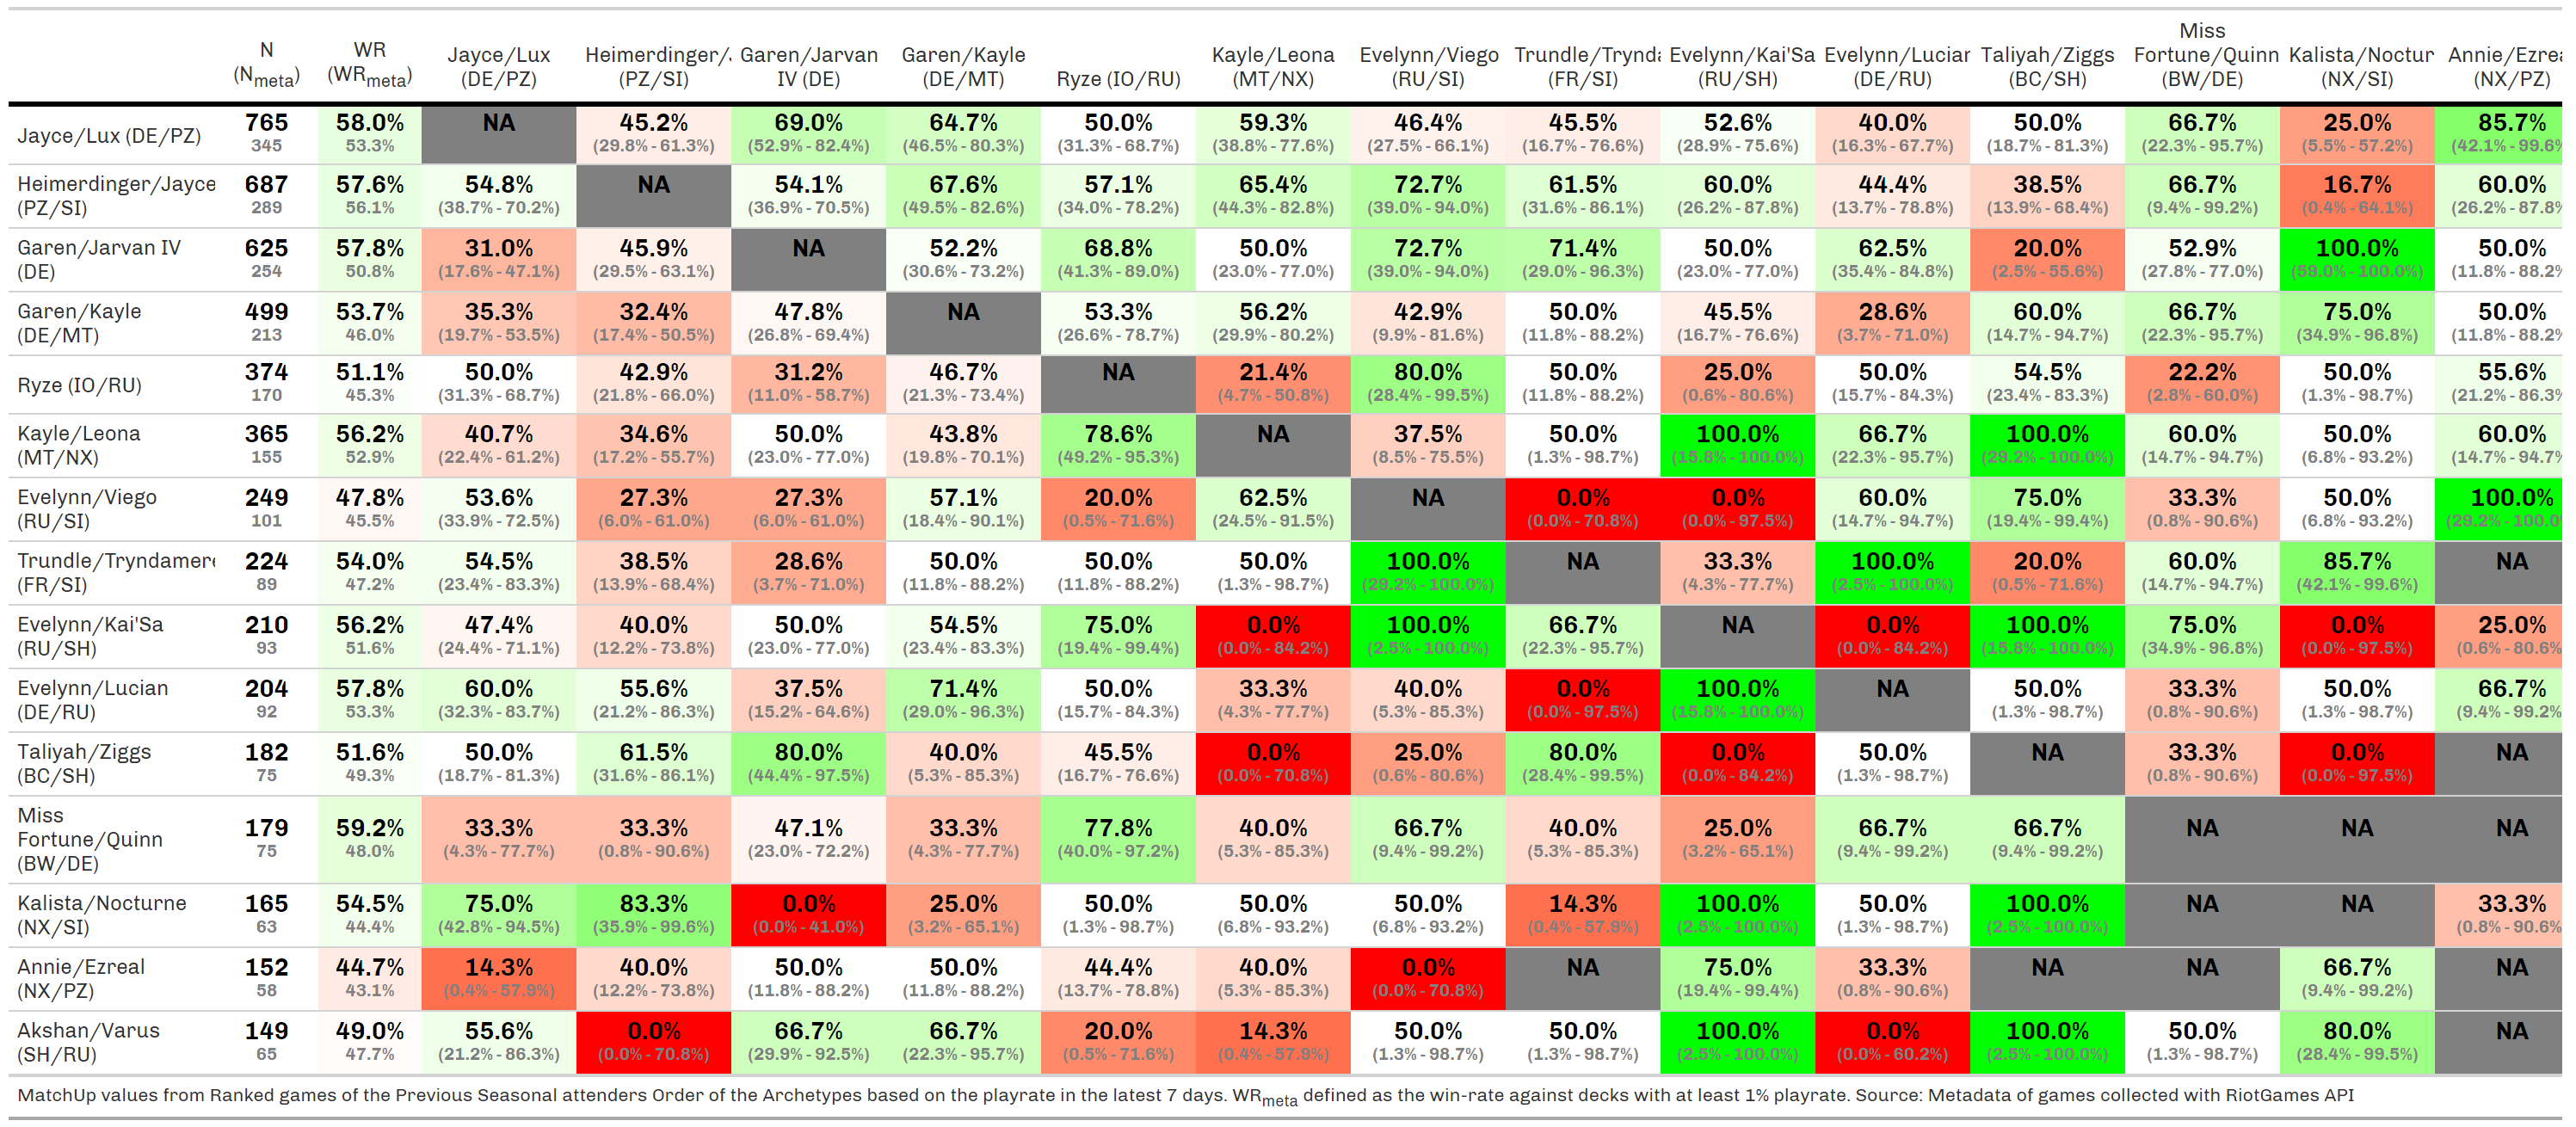 N (Nmeta) WR (WRmeta) Jayce/Lux (DE/PZ) Heimerdinger/J (PZ/SI) Garen/Jarvan IV (DE) Garen/Kayle (DE/MT) Ryze (IO/RU) Kayle/Leona (MT/NX) Evelynn/Viego (RU/SI) Trundle/Trynda (FR/SI) Evelynn/Kai'Sa (RU/SH) Evelynn/Lucian (DE/RU) Taliyah/Ziggs (BC/SH) Miss Fortune/Quinn (BW/DE) Kalista/Nocturn (NX/SI) Annie/Ezrea (NX/PZ)
Jayce/Lux (DE/PZ) 765 58.0% NA 45.2% 69.0% 64.7% 50.0% 59.3% 46.4% 45.5% 52.6% 40.0% 50.0% 66.7% 25.0% 85.7%
345 53.3% (29.8% - 61.3%) (52.9% - 82.4%) (46.5% - 80.3%) (31.3% - 68.7%) (38.8% - 77.6%) (27.5% - 66.1%) (16.7% - 76.6%) (28.9% - 75.6%) (16.3% - 67.7%) (18.7% - 81.3%) (22.3% - 95.7%) (5.5% - 57.2%) (42.1% - 99.6%
Heimerdinger/Jayce 687 57.6% 54.8% NA 54.1% 67.6% 57.1% 65.4% 72.7% 61.5% 60.0% 44.4% 38.5% 66.7% 16.7% 60.0%
(PZ/SI) 289 56.1% (38.7% - 70.2%) (36.9% - 70.5%) (49.5% - 82.6%) (34.0% - 78.2%) (44.3% - 82.8%) (39.0% - 94.0%) (31.6% - 86.1%) (26.2% - 87.8%) (13.7% - 78.8%) (13.9% - 68.4%) (9.4% - 99.2%) (0.4% - 64.1%) (26.2% - 87.8%
Garen/Jarvan IV 625 57.8% 31.0% 45.9% NA 52.2% 68.8% 50.0% 72.7% 71.4% 50.0% 62.5% 20.0% 52.9% 100.0% 50.0%
(DE) 254 50.8% (17.6% - 47.1%) (29.5% - 63.1%) (30.6% - 73.2%) (41.3% - 89.0%) (23.0% - 77.0%) (39.0% - 94.0%) (29.0% - 96.3%) (23.0% - 77.0%) (35.4% - 84.8%) (2.5% - 55.6%) (27.8% - 77.0%) (59.0% - 100.0%) (11.8% - 88.2%
Garen/Kayle 499 53.7% 35.3% 32.4% 47.8% NA 53.3% 56.2% 42.9% 50.0% 45.5% 28.6% 60.0% 66.7% 75.0% 50.0%
(DE/MT) 213 46.0% (19.7% - 53.5%) (17.4% - 50.5%) (26.8% - 69.4%) (26.6% - 78.7%) (29.9% - 80.2%) (9.9% - 81.6%) (11.8% - 88.2%) (16.7% - 76.6%) (3.7% - 71.0%) (14.7% - 94.7%) (22.3% - 95.7%) (34.9% - 96.8%) (11.8% - 88.2%
Ryze (IO/RU) 374 51.1% 50.0% 42.9% 31.2% 46.7% NA 21.4% 80.0% 50.0% 25.0% 50.0% 54.5% 22.2% 50.0% 55.6%
170 45.3% (31.3% - 68.7%) (21.8% - 66.0%) (11.0% - 58.7%) (21.3% - 73.4%) (4.7% - 50.8%) (28.4% - 99.5%) (11.8% - 88.2%) (0.6% - 80.6%) (15.7% - 84.3%) (23.4% - 83.3%) (2.8% - 60.0%) (1.3% - 98.7%) (21.2% - 86.3%
Kayle/Leona 365 56.2% 40.7% 34.6% 50.0% 43.8% 78.6% NA 37.5% 50.0% 100.0% 66.7% 100.0% 60.0% 50.0% 60.0%
(MT/NX) 155 52.9% (22.4% - 61.2%) (17.2% - 55.7%) (23.0% - 77.0%) (19.8% - 70.1%) (49.2% - 95.3%) (8.5% - 75.5%) (1.3% - 98.7%) (15.8% - 100.0%) (22.3% - 95.7%) (29.2% - 100.0%) (14.7% - 94.7%) (6.8% - 93.2%) (14.7% - 94.7%
Evelynn/Viego 249 47.8% 53.6% 27.3% 27.3% 57.1% 20.0% 62.5% NA 0.0% 0.0% 60.0% 75.0% 33.3% 50.0% 100.0%
(RU/SI) 101 45.5% (33.9% - 72.5%) (6.0% - 61.0%) (6.0% - 61.0%) (18.4% - 90.1%) (0.5% - 71.6%) (24.5% - 91.5%) (0.0% - 70.8%) (0.0% - 97.5%) (14.7% - 94.7%) (19.4% - 99.4%) (0.8% - 90.6%) (6.8% - 93.2%) (29.2% - 100.0
Trundle/Tryndamere 224 54.0% 54.5% 38.5% 28.6% 50.0% 50.0% 50.0% 100.0% NA 33.3% 100.0% 20.0% 60.0% 85.7% NA
(FR/SI) 89 47.2% (23.4% - 83.3%) (13.9% - 68.4%) (3.7% - 71.0%) (11.8% - 88.2%) (11.8% - 88.2%) (1.3% - 98.7%) (29.2% - 100.0%) (4.3% - 77.7%) (2.5% - 100.0%) (0.5% - 71.6%) (14.7% - 94.7%) (42.1% - 99.6%)
Evelynn/Kai'Sa 210 56.2% 47.4% 40.0% 50.0% 54.5% 75.0% 0.0% 100.0% 66.7% NA 0.0% 100.0% 75.0% 0.0% 25.0%
(RU/SH) 93 51.6% (24.4% - 71.1%) (12.2% - 73.8%) (23.0% - 77.0%) (23.4% - 83.3%) (19.4% - 99.4%) (0.0% - 84.2%) (2.5% - 100.0%) (22.3% - 95.7%) (0.0% - 84.2%) (15.8% - 100.0%) (34.9% - 96.8%) (0.0% - 97.5%) (0.6% - 80.6%
Evelynn/Lucian 204 57.8% 60.0% 55.6% 37.5% 71.4% 50.0% 33.3% 40.0% 0.0% 100.0% NA 50.0% 33.3% 50.0% 66.7%
(DE/RU) 92 53.3% (32.3% - 83.7%) (21.2% - 86.3%) (15.2% - 64.6%) (29.0% - 96.3%) (15.7% - 84.3%) (4.3% - 77.7%) (5.3% - 85.3%) (0.0% - 97.5%) (15.8% - 100.0%) (1.3% - 98.7%) (0.8% - 90.6%) (1.3% - 98.7%) (9.4% - 99.2%
Taliyah/Ziggs 182 51.6% 50.0% 61.5% 80.0% 40.0% 45.5% 0.0% 25.0% 80.0% 0.0% 50.0% NA 33.3% 0.0% NA
(BC/SH) 75 49.3% (18.7% - 81.3%) (31.6% - 86.1%) (44.4% - 97.5%) (5.3% - 85.3%) (16.7% - 76.6%) (0.0% - 70.8%) (0.6% - 80.6%) (28.4% - 99.5%) (0.0% - 84.2%) (1.3% - 98.7%) (0.8% - 90.6%) (0.0% - 97.5%)
Miss
Fortune/Quinn 179 59.2% 33.3% 33.3% 47.1% 33.3% 77.8% 40.0% 66.7% 40.0% 25.0% 66.7% 66.7% NA NA NA
(BW/DE) 75 48.0% (4.3% - 77.7%) (0.8% - 90.6%) (23.0% - 72.2%) (4.3% - 77.7%) (40.0% - 97.2%) (5.3% - 85.3%) (9.4% - 99.2%) (5.3% - 85.3%) (3.2% - 65.1%) (9.4% - 99.2%) (9.4% - 99.2%)
Kalista/Nocturne 165 54.5% 75.0% 83.3% 0.0% 25.0% 50.0% 50.0% 50.0% 14.3% 100.0% 50.0% 100.0% NA NA 33.3%
(NX/SI) 63 44.4% (42.8% - 94.5%) (35.9% - 99.6%) (0.0% - 41.0%) (3.2% - 65.1%) (1.3% - 98.7%) (6.8% - 93.2%) (6.8% - 93.2%) (0.4% - 57.9%) (2.5% - 100.0%) (1.3% - 98.7%) (2.5% - 100.0%) (0.8% - 90.6%
Annie/Ezreal 152 44.7% 14.3% 40.0% 50.0% 50.0% 44.4% 40.0% 0.0% NA 75.0% 33.3% NA NA 66.7% NA
(NX/PZ) 58 43.1% (0.4% - 57.9%) (12.2% - 73.8%) (11.8% - 88.2%) (11.8% - 88.2%) (13.7% - 78.8%) (5.3% - 85.3%) (0.0% - 70.8%) (19.4% - 99.4%) (0.8% - 90.6%) (9.4% - 99.2%)
Akshan/Varus 149 49.0% 55.6% 0.0% 66.7% 66.7% 20.0% 14.3% 50.0% 50.0% 100.0% 0.0% 100.0% 50.0% 80.0% NA
(SH/RU) 65 47.7% (21.2% - 86.3%) (0.0% - 70.8%) (29.9% - 92.5%) (22.3% - 95.7%) (0.5% - 71.6%) (0.4% - 57.9%) (1.3% - 98.7%) (1.3% - 98.7%) (2.5% - 100.0%) (0.0% - 60.2%) (2.5% - 100.0%) (1.3% - 98.7%) (28.4% - 99.5%)
MatchUp values from Ranked games of the Previous Seasonal attenders Order of the Archetypes based on the playrate in the latest 7 days. WRmeta defined as the win-rate against decks with at least 1% playrate. Source: Metadata of games collected with RiotGames API